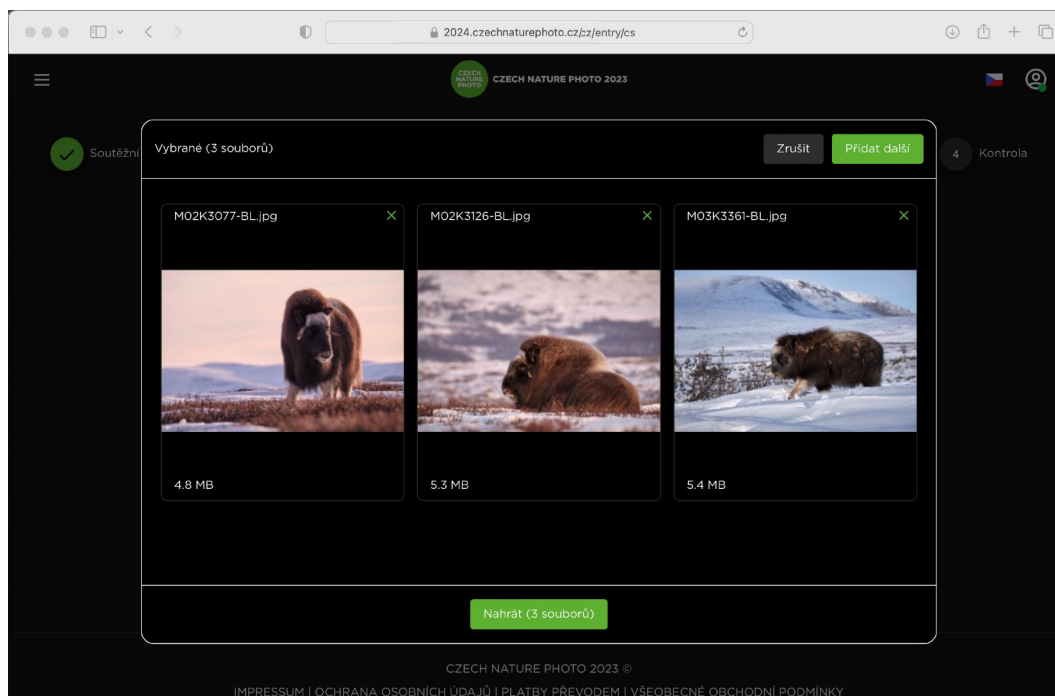 2024.czechnaturephoto.cz/cz/entry/cs
CZECH NATURE PHOTO
CZECH NATURE PHOTO 2023
Soutěžní
4 Kontrola
Vybrané (3 souborů)
Zrušit
Přidat další
M02K3077-BL.jpg
M02K3126-BL.jpg
M03K3361-BL.jpg
4.8 MB
5.3 MB
5.4 MB
Nahrát (3 souborů)
CZECH NATURE PHOTO 2023 ©
IMPRESSUM | OCHRANA OSOBNÍCH ÚDAJŮ | PLATBY PŘEVODEM | VŠEOBECNÉ OBCHODNÍ PODMÍNKY